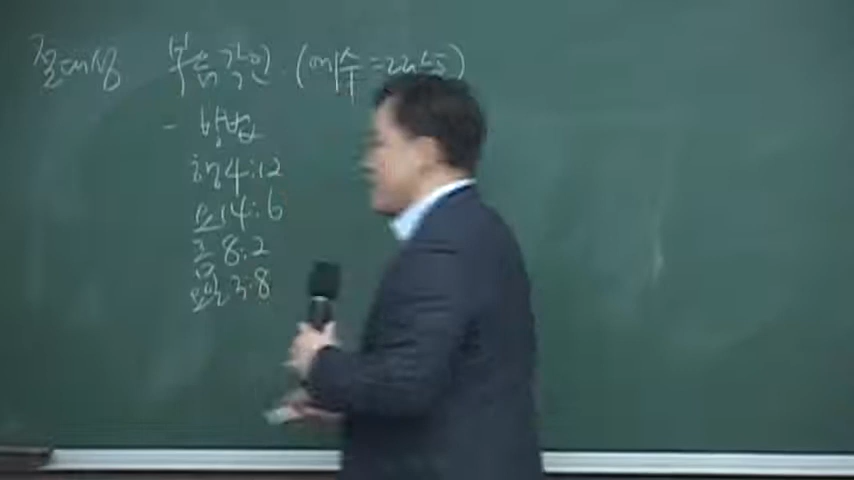 절대성 복음각인 (예수=그리스도)
- 방법
행4:12
요14:6
롬 8:2
요일 3:8